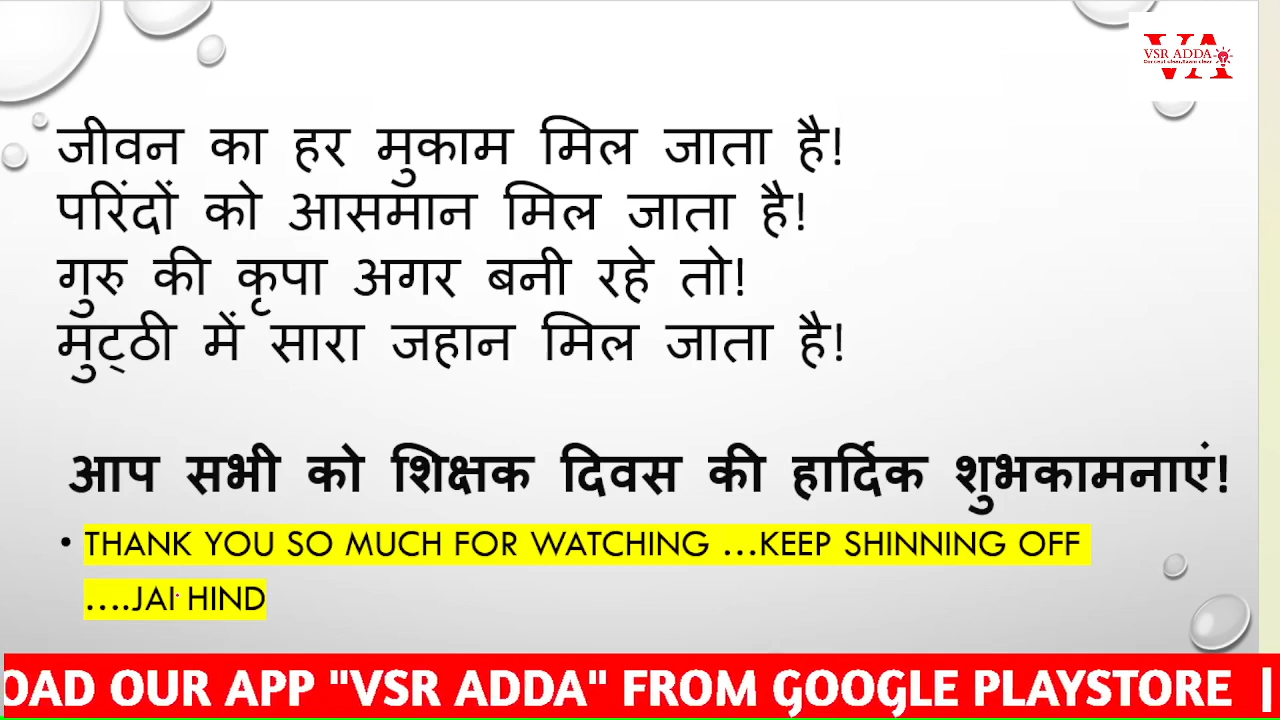 VA
VSR ADDA
जीवन का हर मुकाम मिल जाता है!
परिंदों को आसमान मिल जाता है!
गुरु की कृपा अगर बनी रहे तो!
मुट्ठी में सारा जहान मिल जाता है!
आप सभी को शिक्षक दिवस की हार्दिक शुभकामनाएं!
• THANK YOU SO MUCH FOR WATCHING ...KEEP SHINNING OFF
....JAI HIND
OAD OUR APP "VSR ADDA" FROM GOOGLE PLAYSTORE |